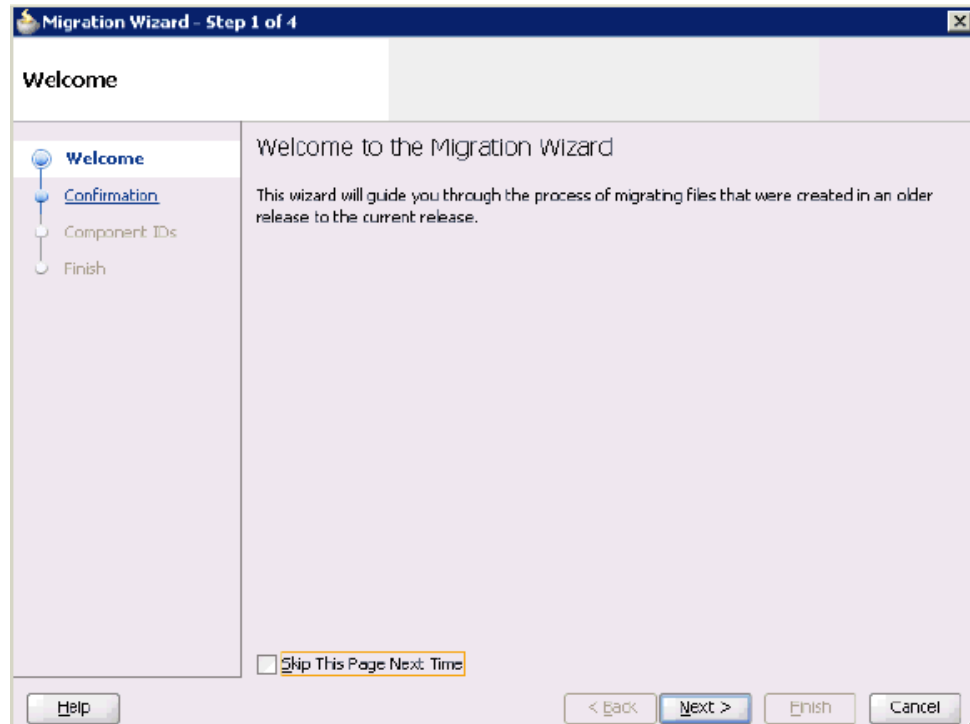 Migration Wizard - Step 1 of 4
Welcome
Welcome
Confirmation
Component IDs
Finish
Welcome to the Migration Wizard
This wizard will guide you through the process of migrating files that were created in an older
release to the current release.
Skip This Page Next Time
Help
< Back
Next >
Finish
Cancel